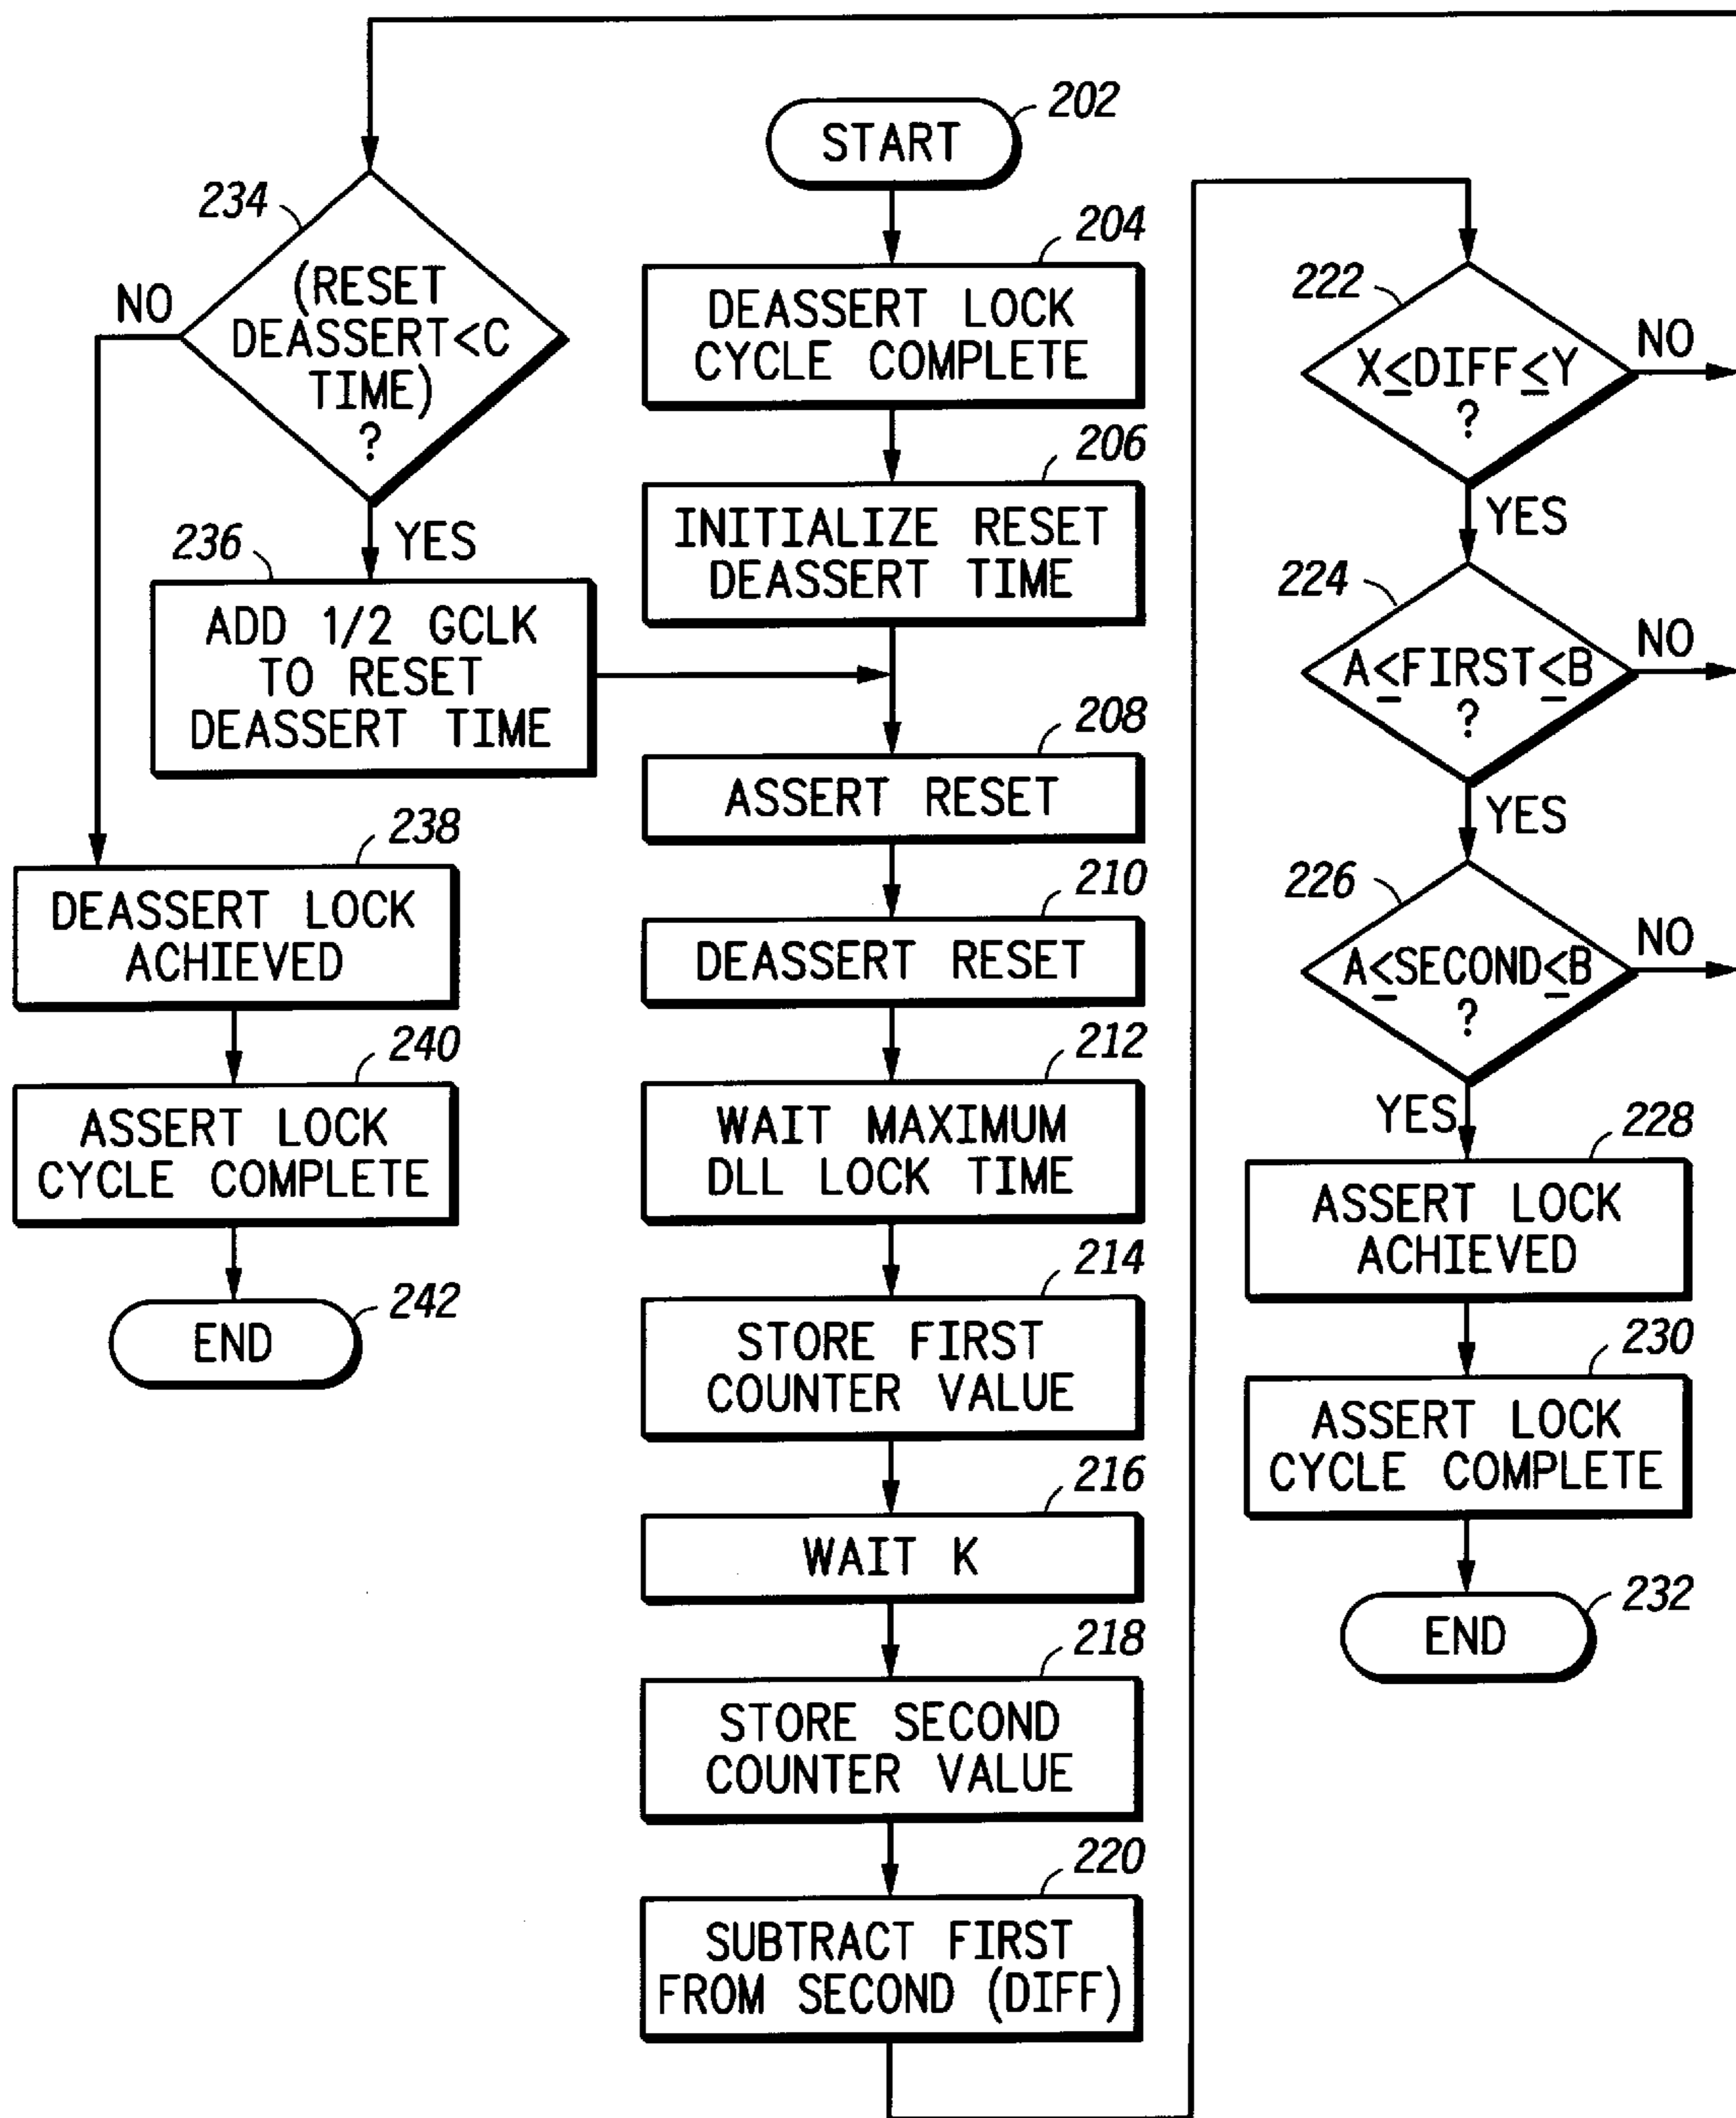 202
START
204
DEASSERT LOCK
CYCLE COMPLETE
206
INITIALIZE RESET
DEASSERT TIME
208
ASSERT RESET
210
DEASSERT RESET
212
WAIT MAXIMUM
DLL LOCK TIME
214
STORE FIRST
COUNTER VALUE
216
WAIT K
218
STORE SECOND
COUNTER VALUE
220
SUBTRACT FIRST
FROM SECOND (DIFF)
222
X≤DIFF≤Y
?
NO
YES
224
A≤FIRST≤B
?
NO
YES
226
A≤SECOND≤B
?
NO
YES
228
ASSERT LOCK
ACHIEVED
230
ASSERT LOCK
CYCLE COMPLETE
232
END
234
(RESET
DEASSERT<C
TIME)
?
NO
YES
236
ADD 1/2 GCLK
TO RESET
DEASSERT TIME
238
DEASSERT LOCK
ACHIEVED
240
ASSERT LOCK
CYCLE COMPLETE
242
END